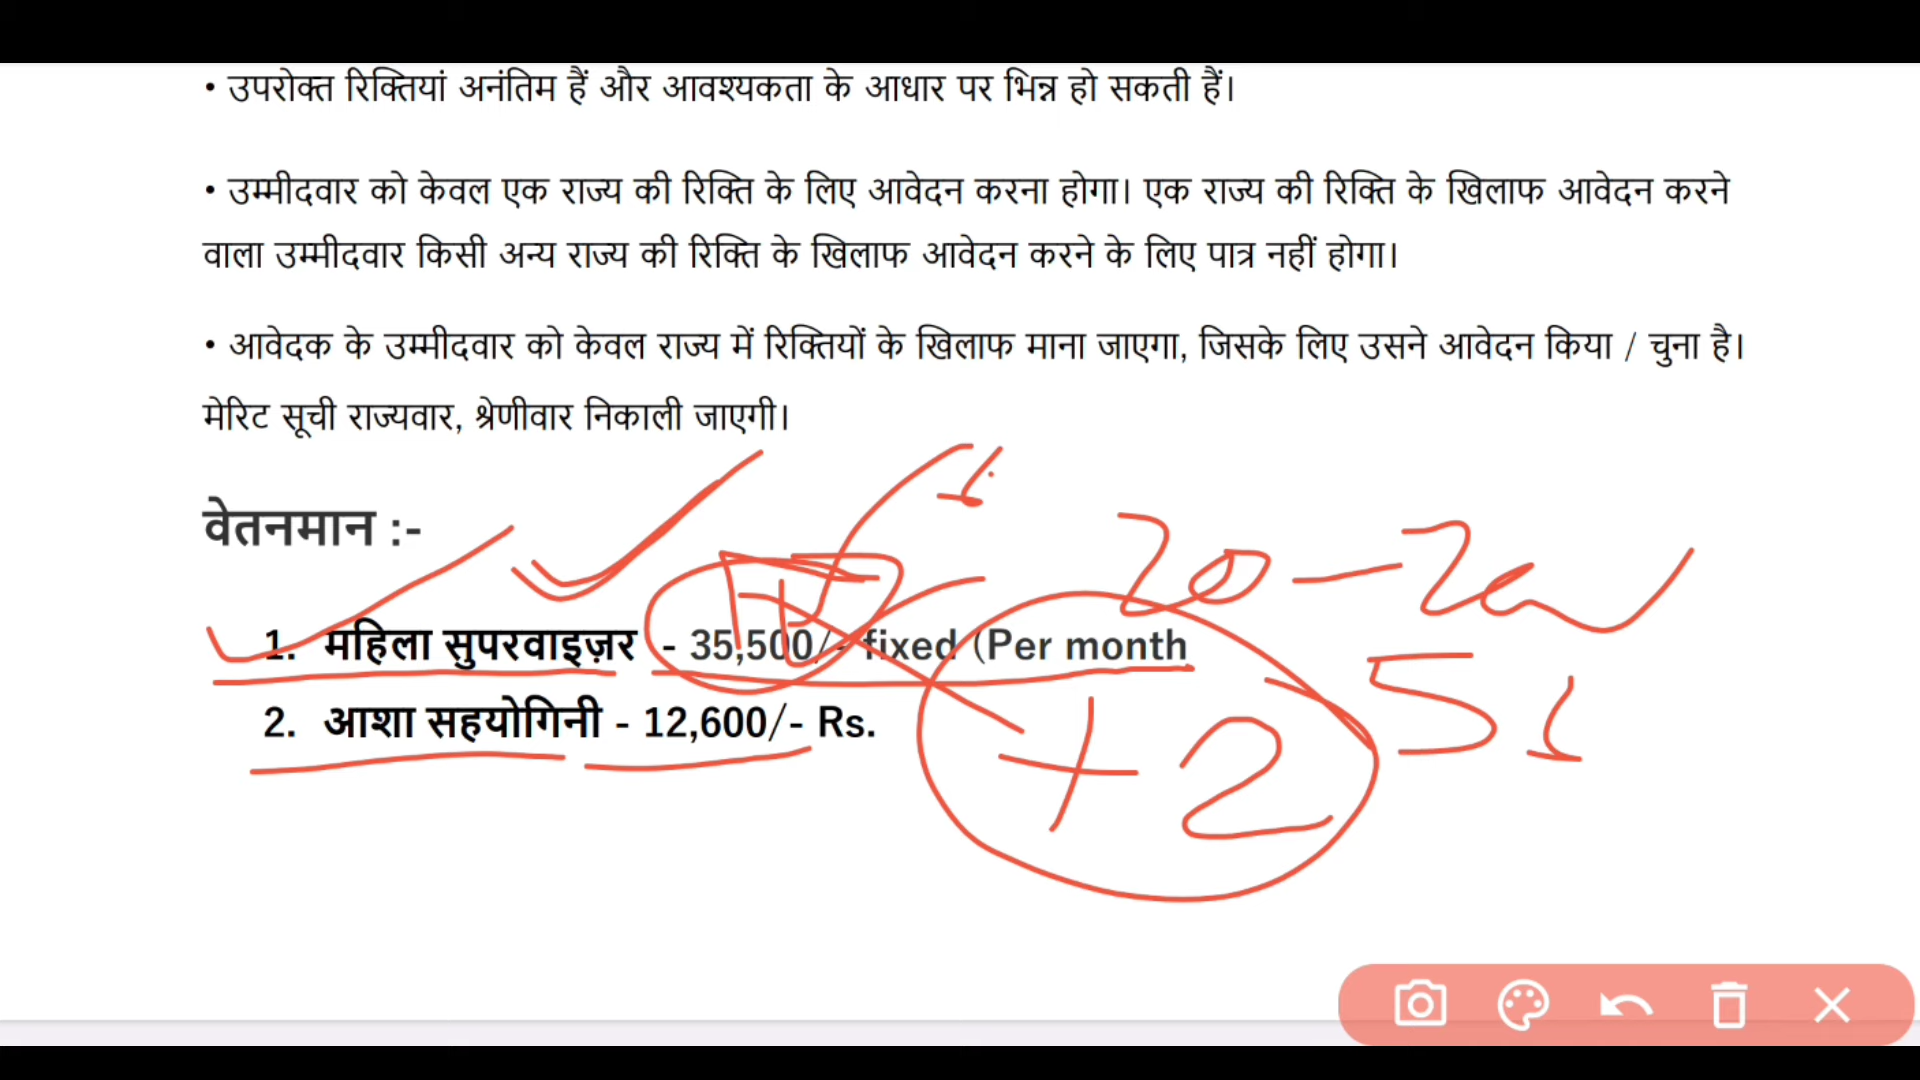 • उपरोक्त रिक्तियां अनंतिम हैं और आवश्यकता के आधार पर भिन्न हो सकती हैं।
• उम्मीदवार को केवल एक राज्य की रिक्ति के लिए आवेदन करना होगा। एक राज्य की रिक्ति के खिलाफ आवेदन करने
वाला उम्मीदवार किसी अन्य राज्य की रिक्ति के खिलाफ आवेदन करने के लिए पात्र नहीं होगा।
• आवेदक के उम्मीदवार को केवल राज्य में रिक्तियों के खिलाफ माना जाएगा, जिसके लिए उसने आवेदन किया / चुना है।
मेरिट सूची राज्यवार, श्रेणीवार निकाली जाएगी।
वेतनमान :-
1. महिला सुपरवाइज़र - 35,500/- fixed (Per month
2. आशा सहयोगिनी - 12,600/- Rs.
+2